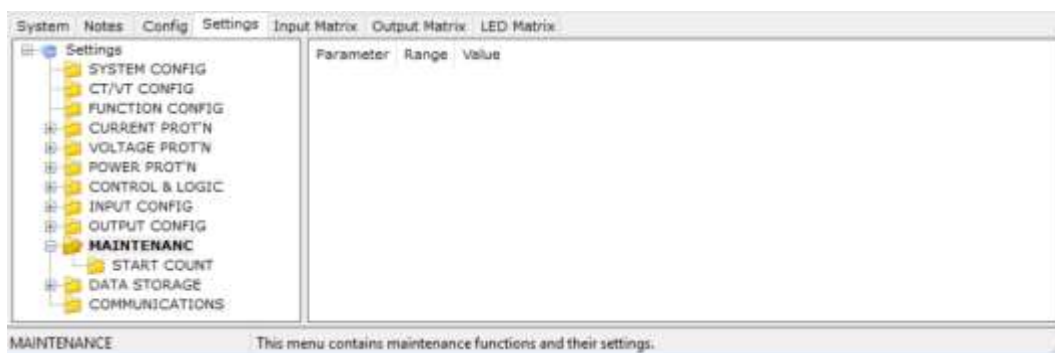 System Notes Config Settings Input Matrix Output Matrix LED Matrix
Settings
SYSTEM CONFIG
CT/VT CONFIG
FUNCTION CONFIG
CURRENT PROT'N
VOLTAGE PROT'N
POWER PROT'N
CONTROL & LOGIC
INPUT CONFIG
OUTPUT CONFIG
MAINTENANC
START COUNT
DATA STORAGE
COMMUNICATIONS
Parameter Range Value
MAINTENANCE This menu contains maintenance functions and their settings.